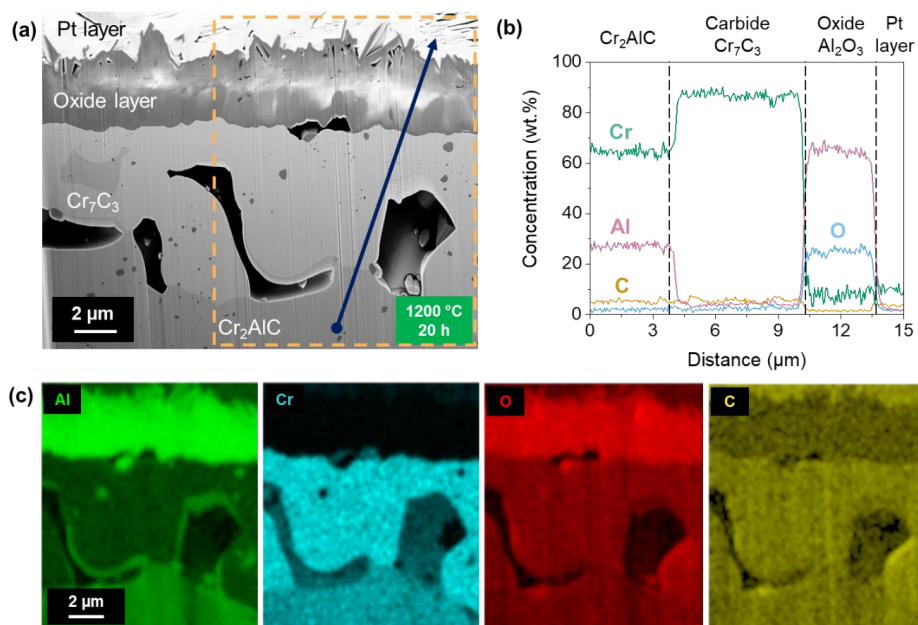 (a)
Pt layer
Oxide layer
Cr₇C₃
Cr₂AlC
2 µm
1200 ºC
20 h
(b)
Cr₂AlC
Carbide
Cr₇C₃
Oxide
Al₂O₃
Pt
layer
Concentration (wt.%)
100
80
60
40
20
0
Cr
Al
C
O
0 3 6 9 12 15
Distance (µm)
(c)
Al
Cr
O
C
2 µm